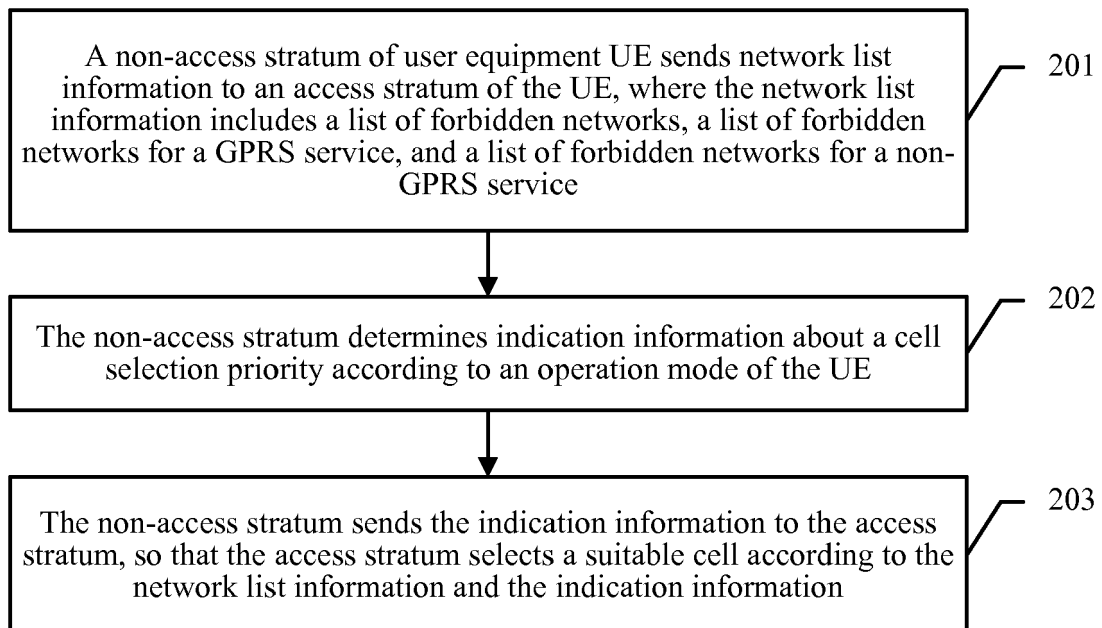 A non-access stratum of user equipment UE sends network list
information to an access stratum of the UE, where the network list
information includes a list of forbidden networks, a list of forbidden
networks for a GPRS service, and a list of forbidden networks for a non-
GPRS service
201
The non-access stratum determines indication information about a cell
selection priority according to an operation mode of the UE
202
The non-access stratum sends the indication information to the access
stratum, so that the access stratum selects a suitable cell according to the
network list information and the indication information
203